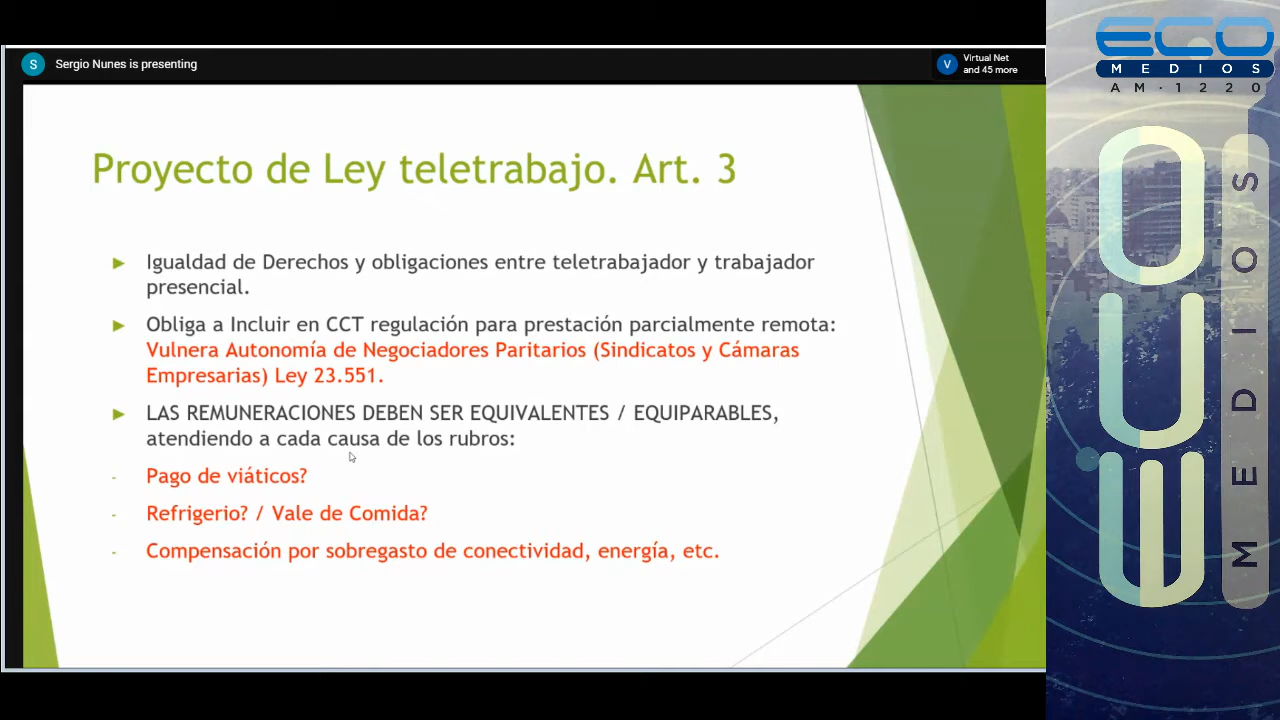 S Sergio Nunes is presenting
V Virtual Net
and 45 more
Proyecto de Ley teletrabajo. Art. 3
Igualdad de Derechos y obligaciones entre teletrabajador y trabajador
presencial.
Obliga a Incluir en CCT regulación para prestación parcialmente remota:
Vulnera Autonomía de Negociadores Paritarios (Sindicatos y Cámaras
Empresarias) Ley 23.551.
LAS REMUNERACIONES DEBEN SER EQUIVALENTES / EQUIPARABLES,
atendiendo a cada causa de los rubros:
- Pago de viáticos?
- Refrigerio? / Vale de Comida?
- Compensación por sobregasto de conectividad, energía, etc.
ECO
MEDIOS
AM·1220
ECO
MEDIOS